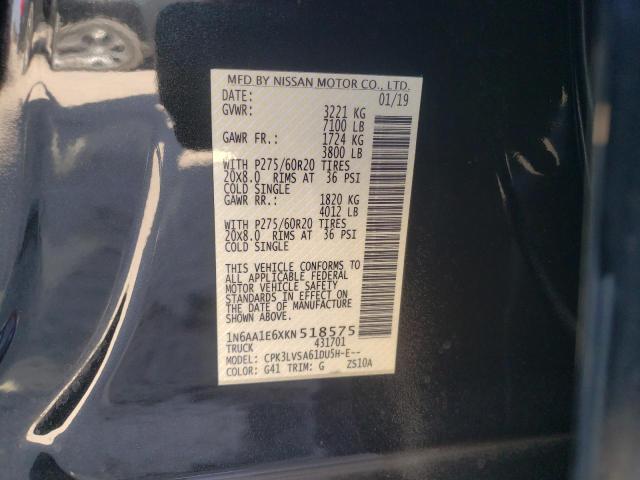 MFD BY NISSAN MOTOR CO., LTD.
DATE: 01/19
GVWR: 3221 KG
7100 LB
GAWR FR.: 1724 KG
3800 LB
WITH P275/60R20 TIRES
20X8.0 RIMS AT 36 PSI
COLD SINGLE
GAWR RR.: 1820 KG
4012 LB
WITH P275/60R20 TIRES
20X8.0 RIMS AT 36 PSI
COLD SINGLE
THIS VEHICLE CONFORMS TO
ALL APPLICABLE FEDERAL
MOTOR VEHICLE SAFETY
STANDARDS IN EFFECT ON
THE DATE OF MANUFACTURE
SHOWN ABOVE.
1N6AA1E6XKN518575
TRUCK 431701
MODEL: CPK3LVSA61DU5H-E--
COLOR: G41 TRIM: G ZS10A